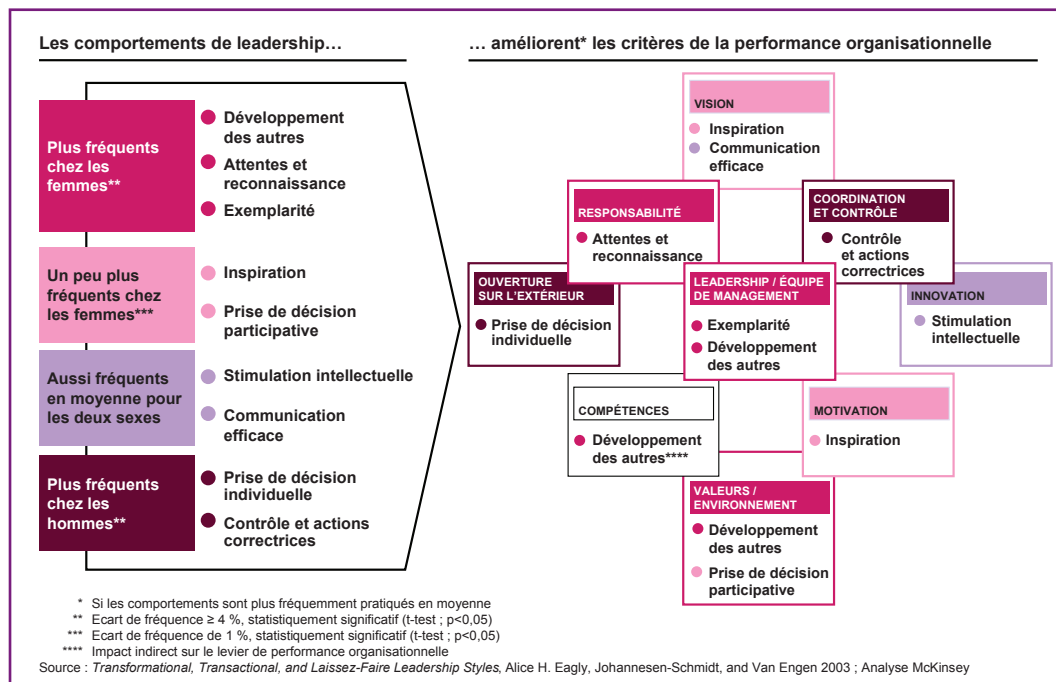 Les comportements de leadership…
Plus fréquents
chez les
femmes**
Développement
des autres
Attentes et
reconnaissance
Exemplarité
Un peu plus
fréquents chez
les femmes***
Inspiration
Prise de décision
participative
Aussi fréquents
en moyenne pour
les deux sexes
Stimulation intellectuelle
Communication
efficace
Plus fréquents
chez les
hommes**
Prise de décision
individuelle
Contrôle et actions
correctrices
… améliorent* les critères de la performance organisationnelle
VISION
Inspiration
Communication
efficace
RESPONSABILITÉ
Attentes et
reconnaissance
COORDINATION
ET CONTRÔLE
Contrôle
et actions
correctrices
OUVERTURE
SUR L'EXTÉRIEUR
Prise de décision
individuelle
LEADERSHIP / ÉQUIPE
DE MANAGEMENT
Exemplarité
Développement
des autres
INNOVATION
Stimulation
intellectuelle
COMPÉTENCES
Développement
des autres****
MOTIVATION
Inspiration
VALEURS /
ENVIRONNEMENT
Développement
des autres
Prise de décision
participative
* Si les comportements sont plus fréquemment pratiqués en moyenne
** Ecart de fréquence ≥ 4 %, statistiquement significatif (t-test ; p<0,05)
*** Ecart de fréquence de 1 %, statistiquement significatif (t-test ; p<0,05)
**** Impact indirect sur le levier de performance organisationnelle
Source : Transformational, Transactional, and Laissez-Faire Leadership Styles, Alice H. Eagly, Johannesen-Schmidt, and Van Engen 2003 ; Analyse McKinsey